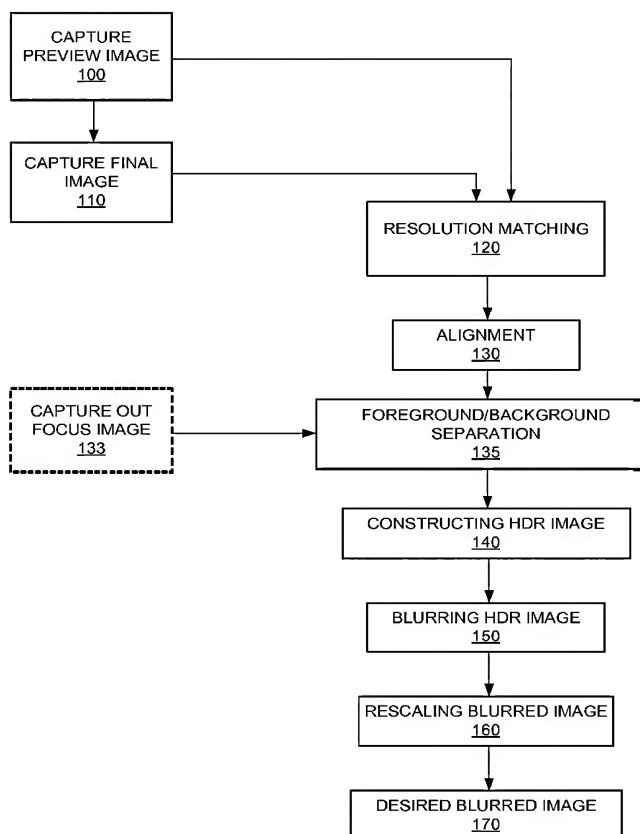 CAPTURE
PREVIEW IMAGE
100
CAPTURE FINAL
IMAGE
110
RESOLUTION MATCHING
120
ALIGNMENT
130
CAPTURE OUT
FOCUS IMAGE
133
FOREGROUND/BACKGROUND
SEPARATION
135
CONSTRUCTING HDR IMAGE
140
BLURRING HDR IMAGE
150
RESCALING BLURRED IMAGE
160
DESIRED BLURRED IMAGE
170